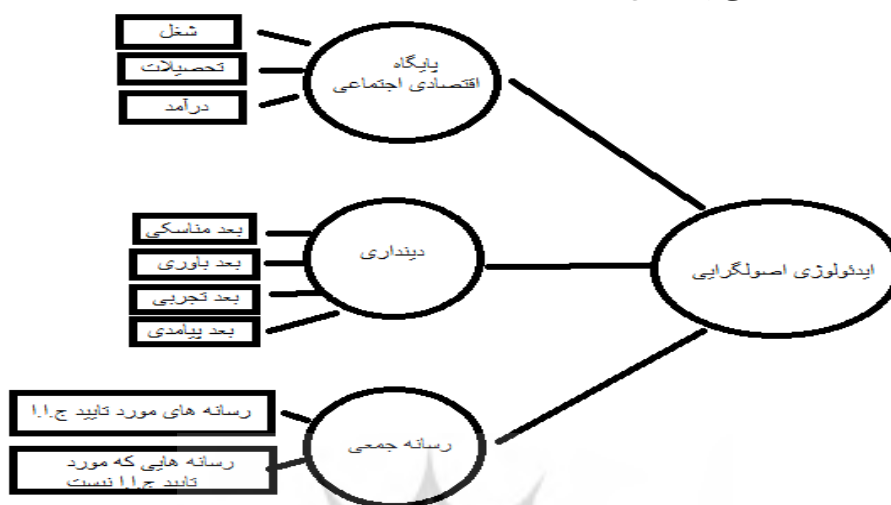 شغل
تحصیلات
درآمد
پایگاه
اقتصادی اجتماعی
بعد مناسکی
بعد باوری
بعد تجربی
بعد پیامدی
دینداری
ایدئولوژی اصولگرایی
رسانه های مورد تایید ج.ا.ا
رسانه هایی که مورد
تایید ج.ا.ا نیست
رسانه جمعی